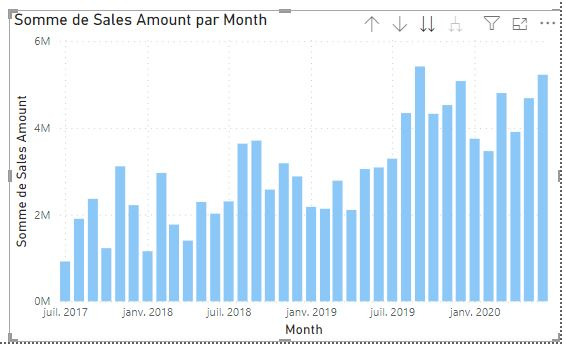 Somme de Sales Amount par Month
6M
4M
2M
0M
Somme de Sales Amount
juil. 2017
janv. 2018
juil. 2018
janv. 2019
juil. 2019
janv. 2020
Month